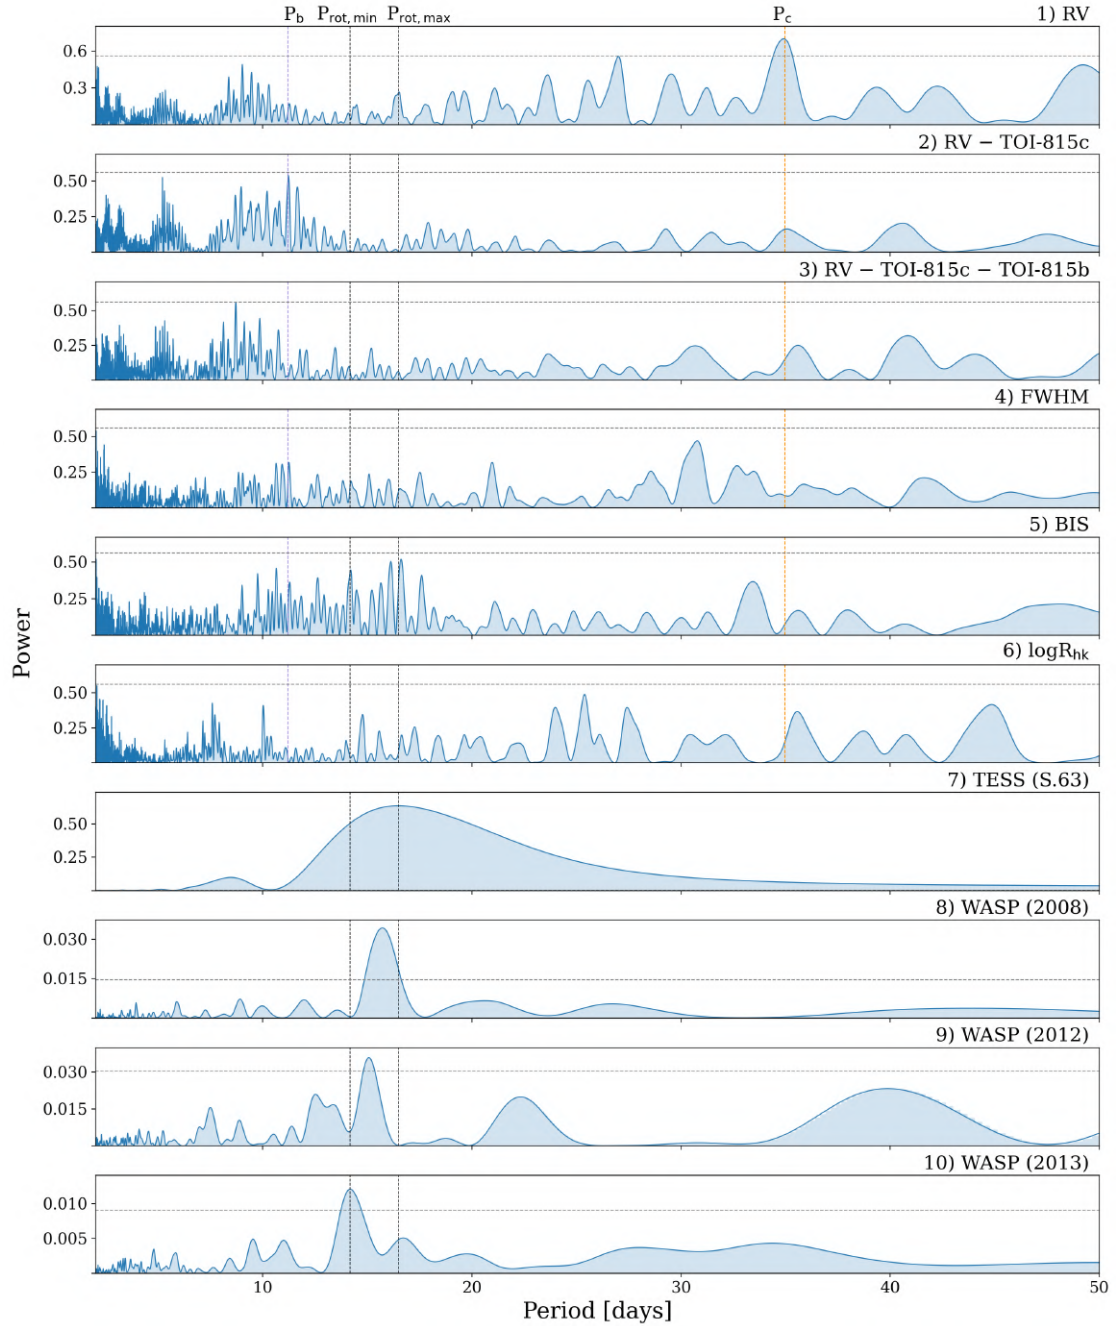 P_b P_rot, min P_rot, max P_c 1) RV
0.6
0.3
2) RV − TOI-815c
0.50
0.25
3) RV − TOI-815c − TOI-815b
0.50
0.25
4) FWHM
0.50
0.25
5) BIS
0.50
0.25
6) logR_hk
0.50
0.25
7) TESS (S.63)
0.50
0.25
8) WASP (2008)
0.030
0.015
9) WASP (2012)
0.030
0.015
10) WASP (2013)
0.010
0.005
10 20 30 40 50
Period [days]
Power